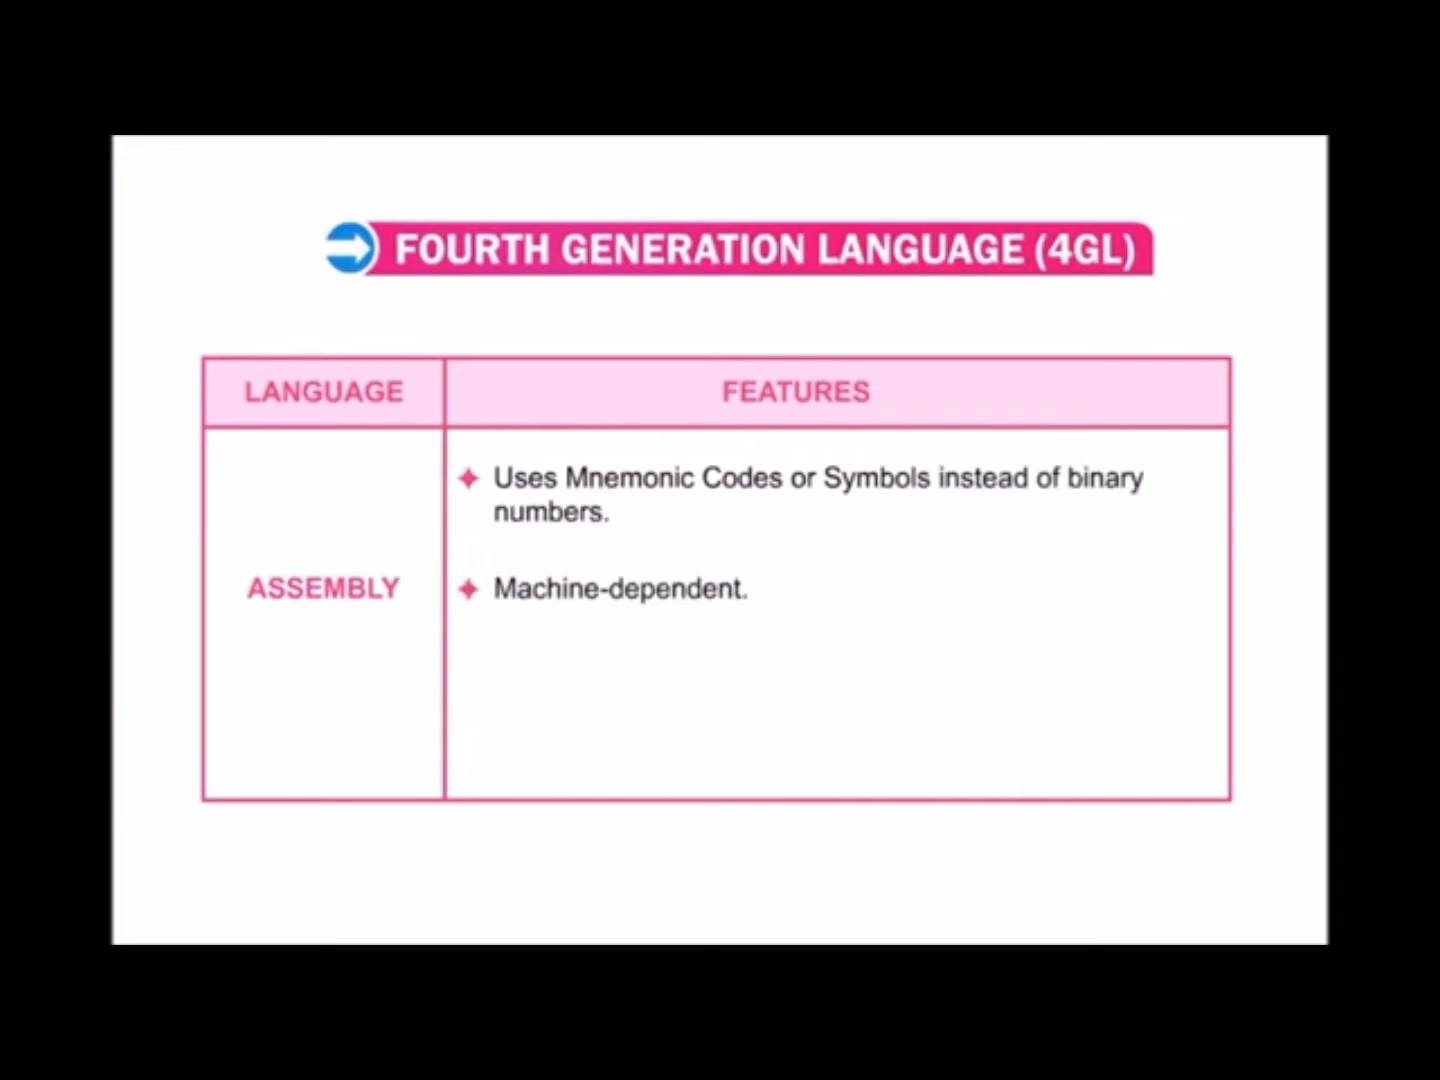 FOURTH GENERATION LANGUAGE (4GL)
LANGUAGE
FEATURES
ASSEMBLY
Uses Mnemonic Codes or Symbols instead of binary
numbers.
Machine-dependent.